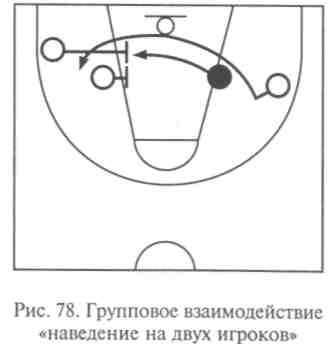 Рис. 78. Групповое взаимодействие
«наведение на двух игроков»